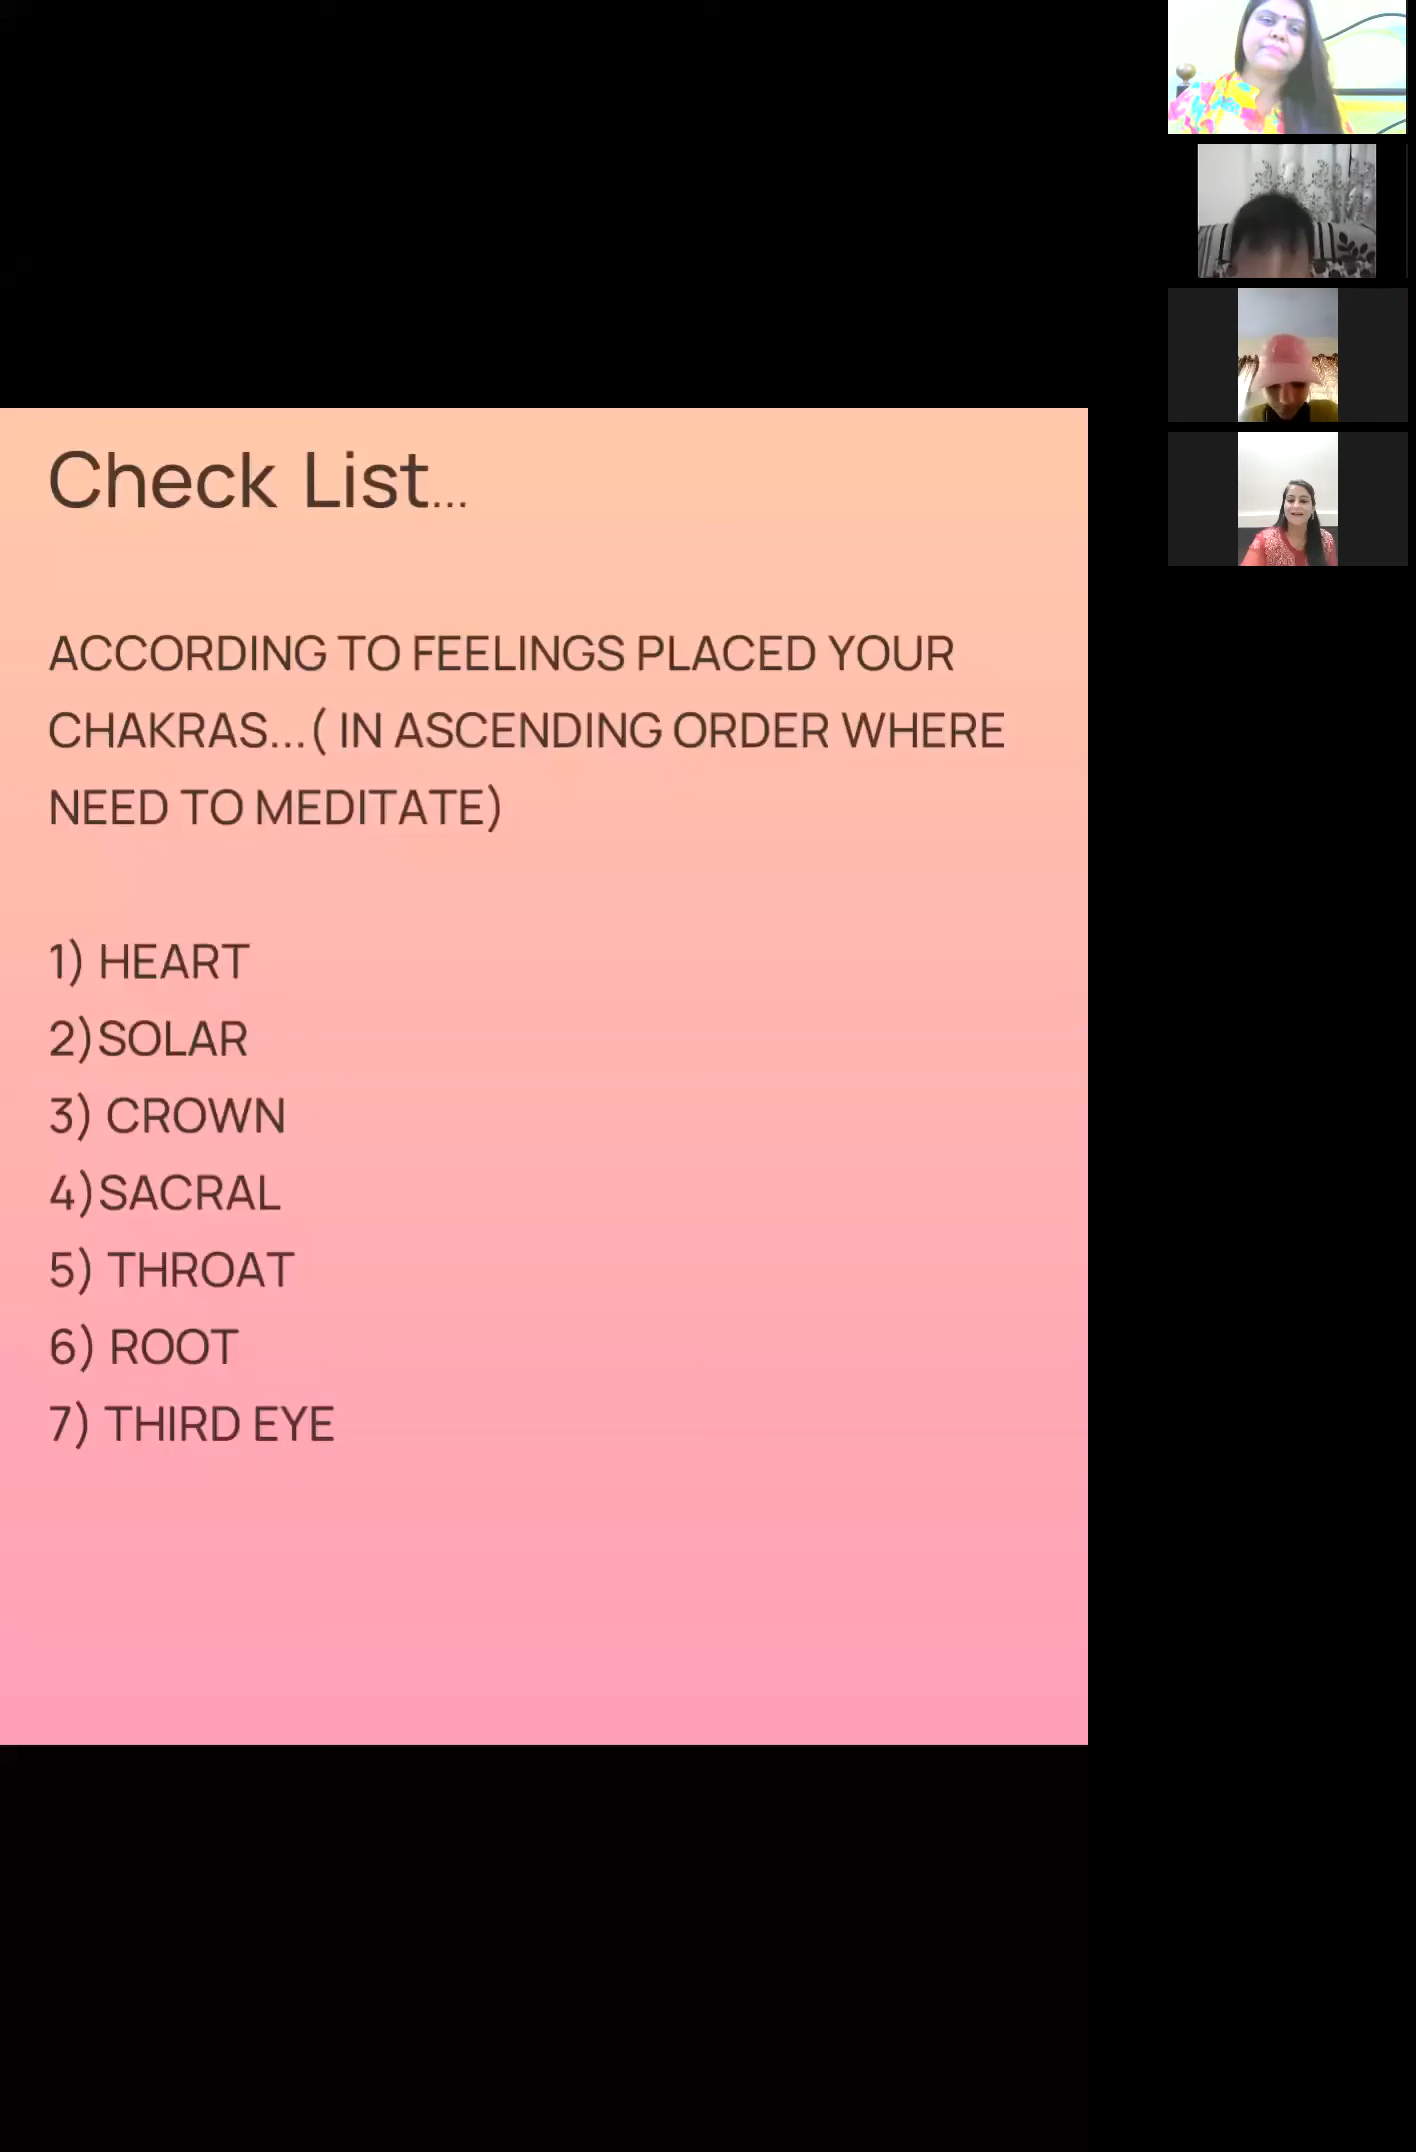 Check List...
ACCORDING TO FEELINGS PLACED YOUR
CHAKRAS...( IN ASCENDING ORDER WHERE
NEED TO MEDITATE)
1) HEART
2)SOLAR
3) CROWN
4)SACRAL
5) THROAT
6) ROOT
7) THIRD EYE